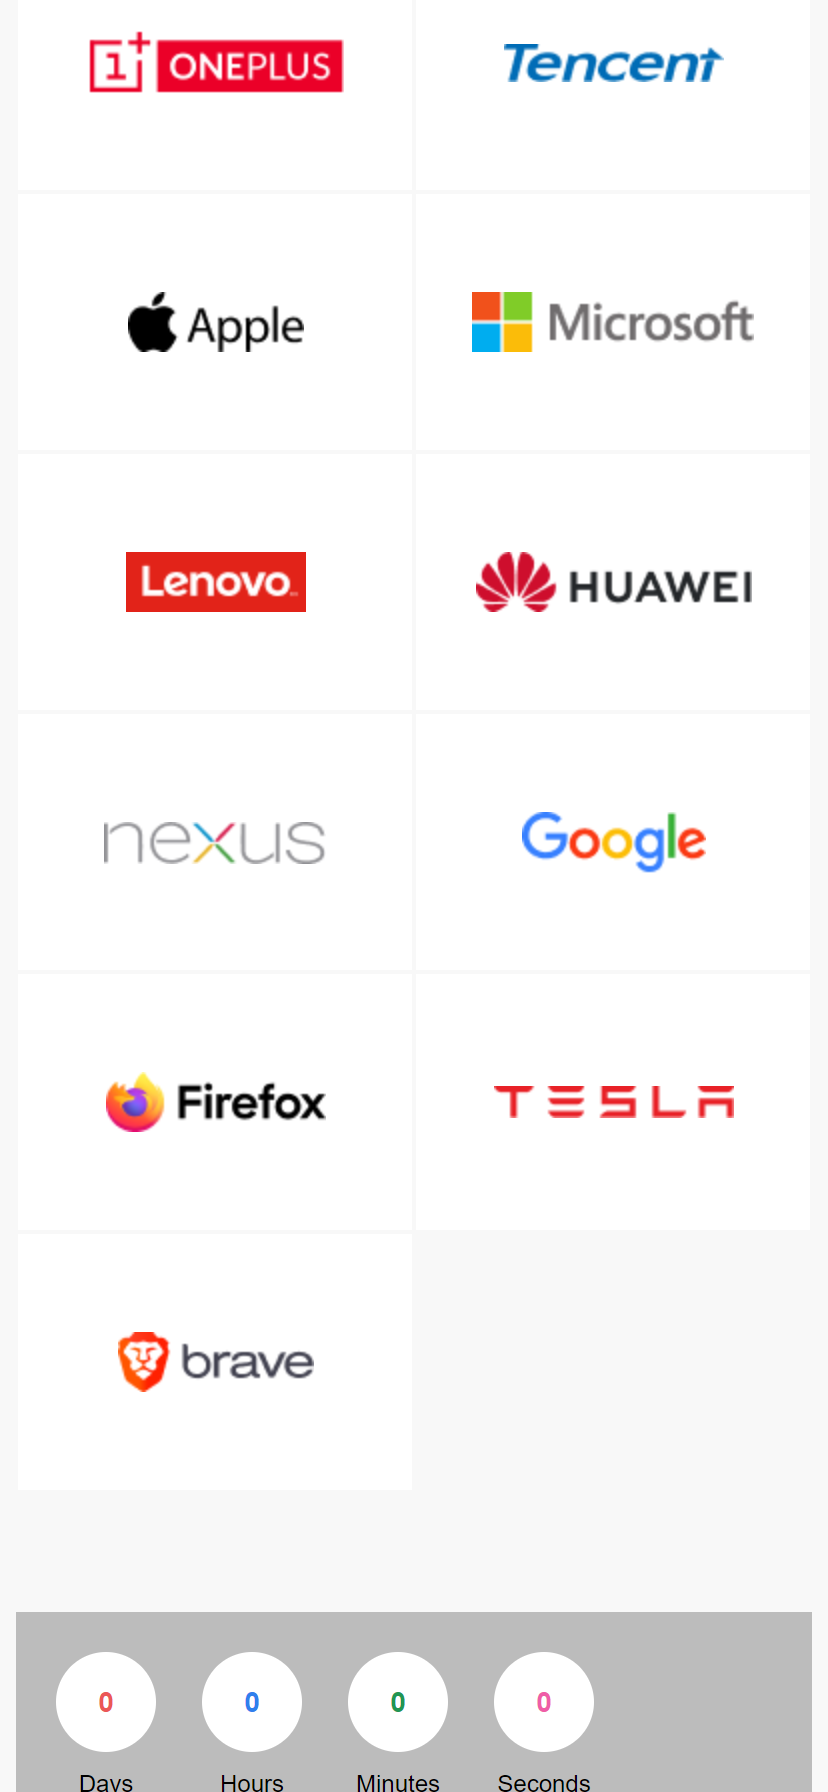 1+ ONEPLUS
Tencent
Apple
Microsoft
Lenovo
HUAWEI
nexus
Google
Firefox
TESLA
brave
0 0 0 0
Days Hours Minutes Seconds